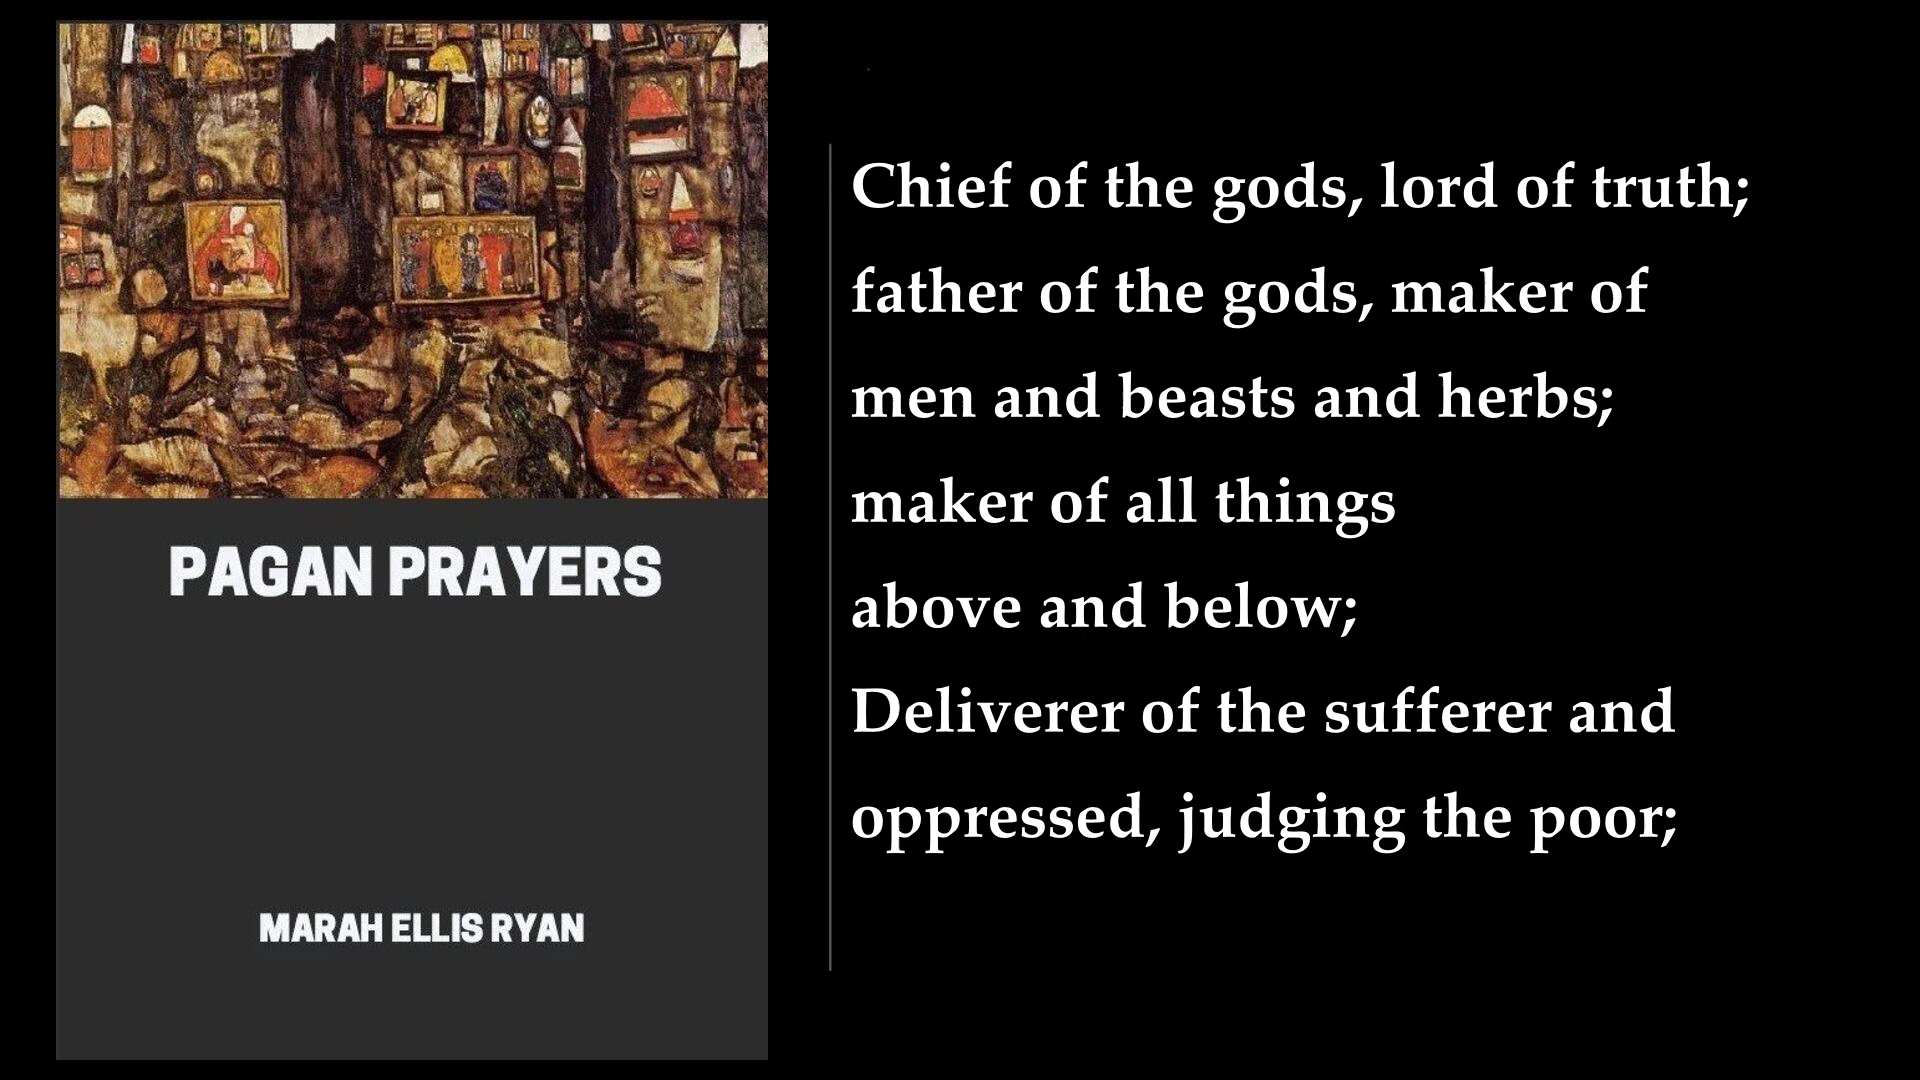 PAGAN PRAYERS
MARAH ELLIS RYAN
Chief of the gods, lord of truth;
father of the gods, maker of
men and beasts and herbs;
maker of all things
above and below;
Deliverer of the sufferer and
oppressed, judging the poor;